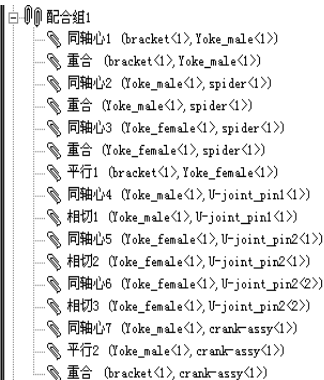 配合组1
同轴心1 (bracket<1>,Yoke_male<1>)
重合 (bracket<1>,Yoke_male<1>)
同轴心2 (Yoke_male<1>,spider<1>)
重合 (Yoke_male<1>,spider<1>)
同轴心3 (Yoke_female<1>,spider<1>)
重合 (Yoke_female<1>,spider<1>)
平行1 (bracket<1>,Yoke_female<1>)
同轴心4 (Yoke_male<1>,U-joint_pin1<1>)
相切1 (Yoke_male<1>,U-joint_pin1<1>)
同轴心5 (Yoke_female<1>,U-joint_pin2<1>)
相切2 (Yoke_female<1>,U-joint_pin2<1>)
同轴心6 (Yoke_female<1>,U-joint_pin2<2>)
相切3 (Yoke_female<1>,U-joint_pin2<2>)
同轴心7 (Yoke_male<1>,crank-assy<1>)
平行2 (Yoke_male<1>,crank-assy<1>)
重合 (bracket<1>,crank-assy<1>)